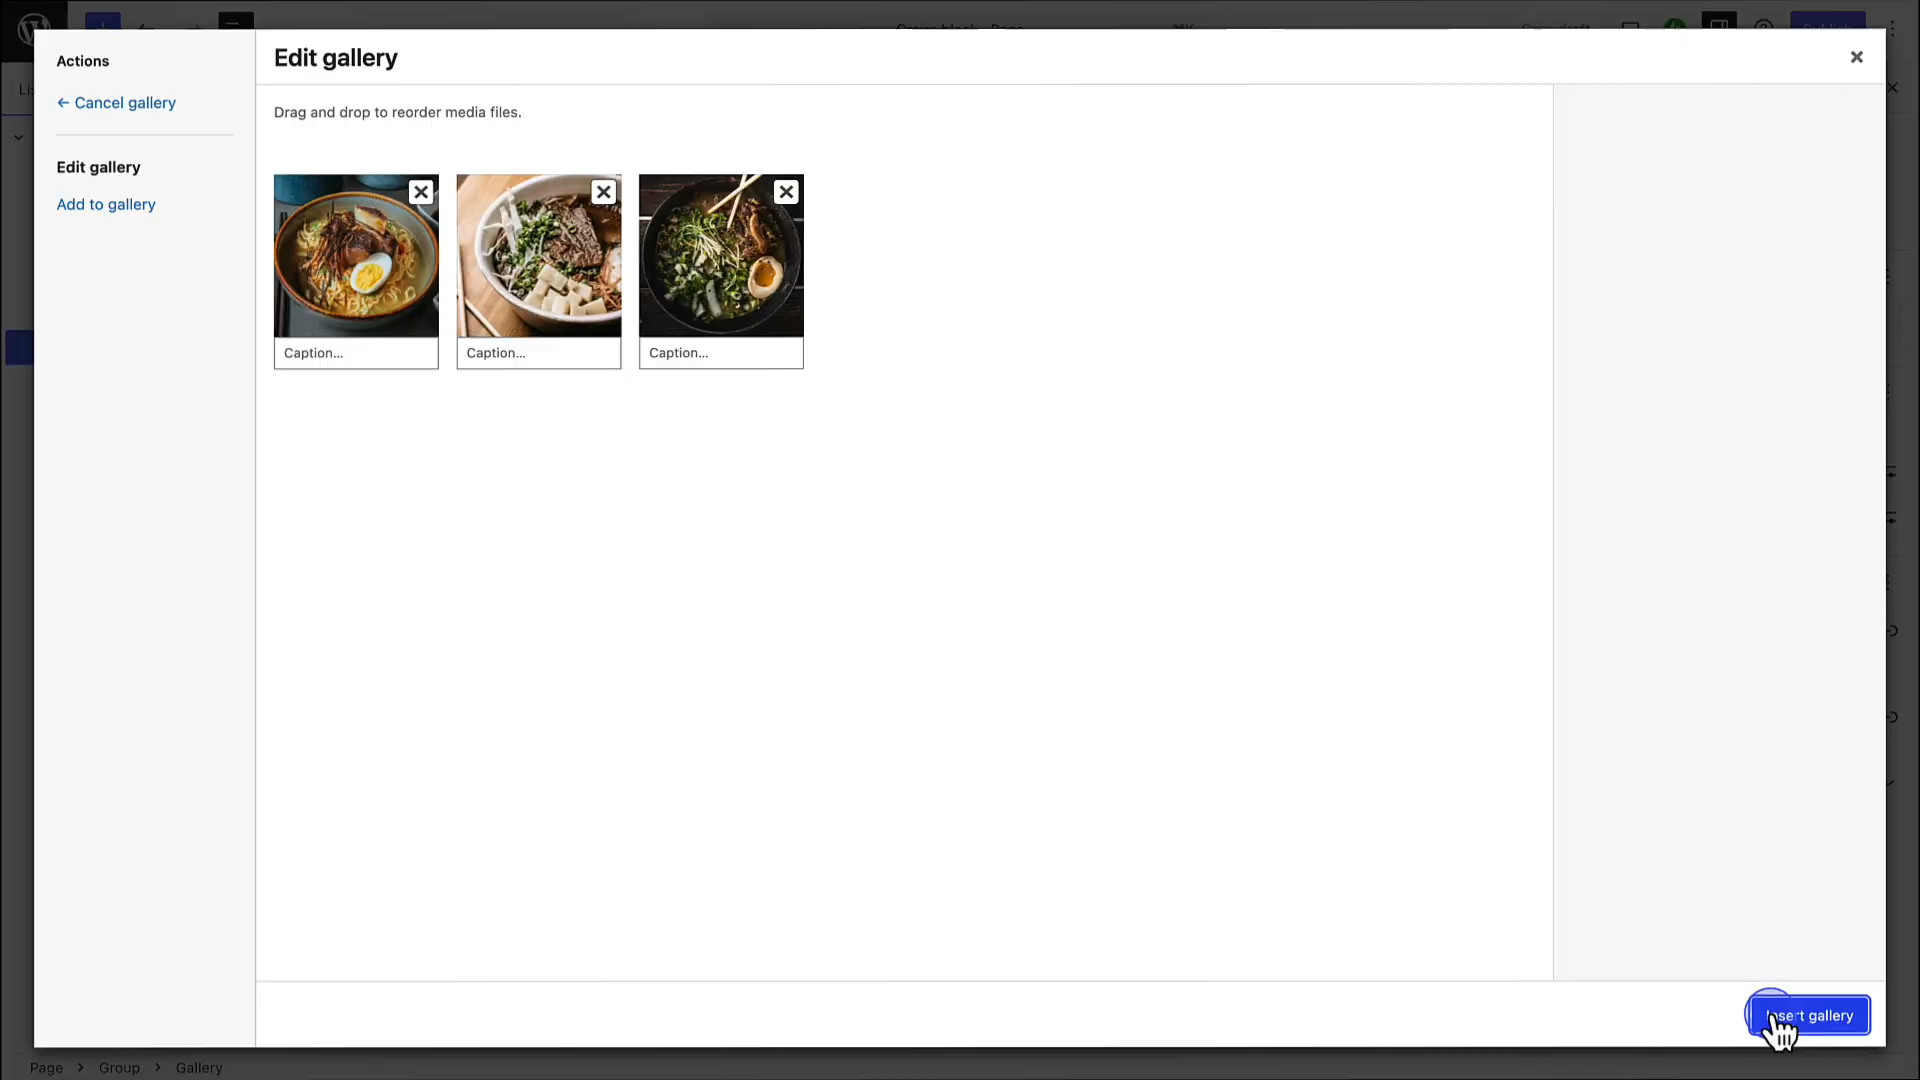 Actions
← Cancel gallery
Edit gallery
Add to gallery
Edit gallery
Drag and drop to reorder media files.
Caption...
Caption...
Caption...
gallery
Page > Group > Gallery